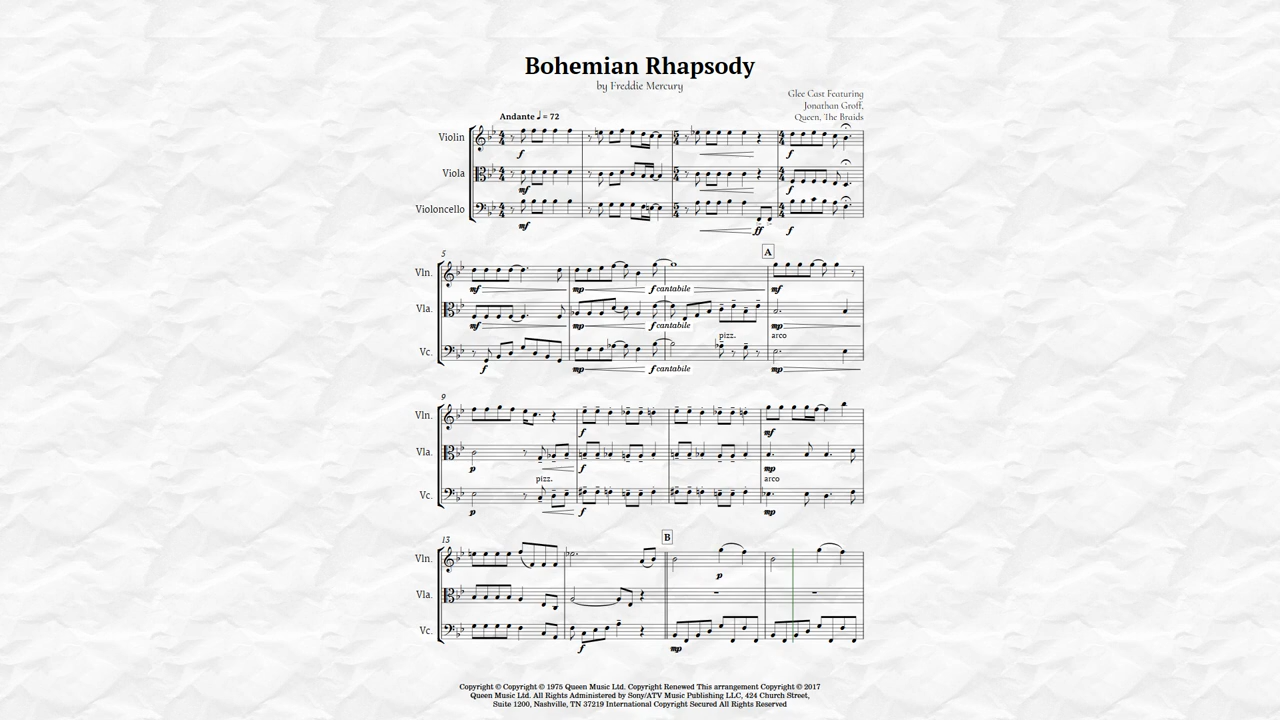 Bohemian Rhapsody
by Freddie Mercury
Glee Cast Featuring
Jonathan Groff,
Queen, The Braids
Andante ♩ = 72
Violin
f
f
Viola
mf
f
Violoncello
mf
ff
f
5
A
Vln.
mf
mp
f cantabile
mf
Vla.
mf
mp
f cantabile
mp
pizz.
arco
Vc.
f
mp
f cantabile
mp
9
Vln.
f
mf
Vla.
p
f
mp
pizz.
arco
Vc.
p
f
mp
13
B
Vln.
p
Vla.
Vc.
f
mp
Copyright © Copyright © 1975 Queen Music Ltd. Copyright Renewed This arrangement Copyright © 2017
Queen Music Ltd. All Rights Administered by Sony/ATV Music Publishing LLC, 424 Church Street,
Suite 1200, Nashville, TN 37219 International Copyright Secured All Rights Reserved